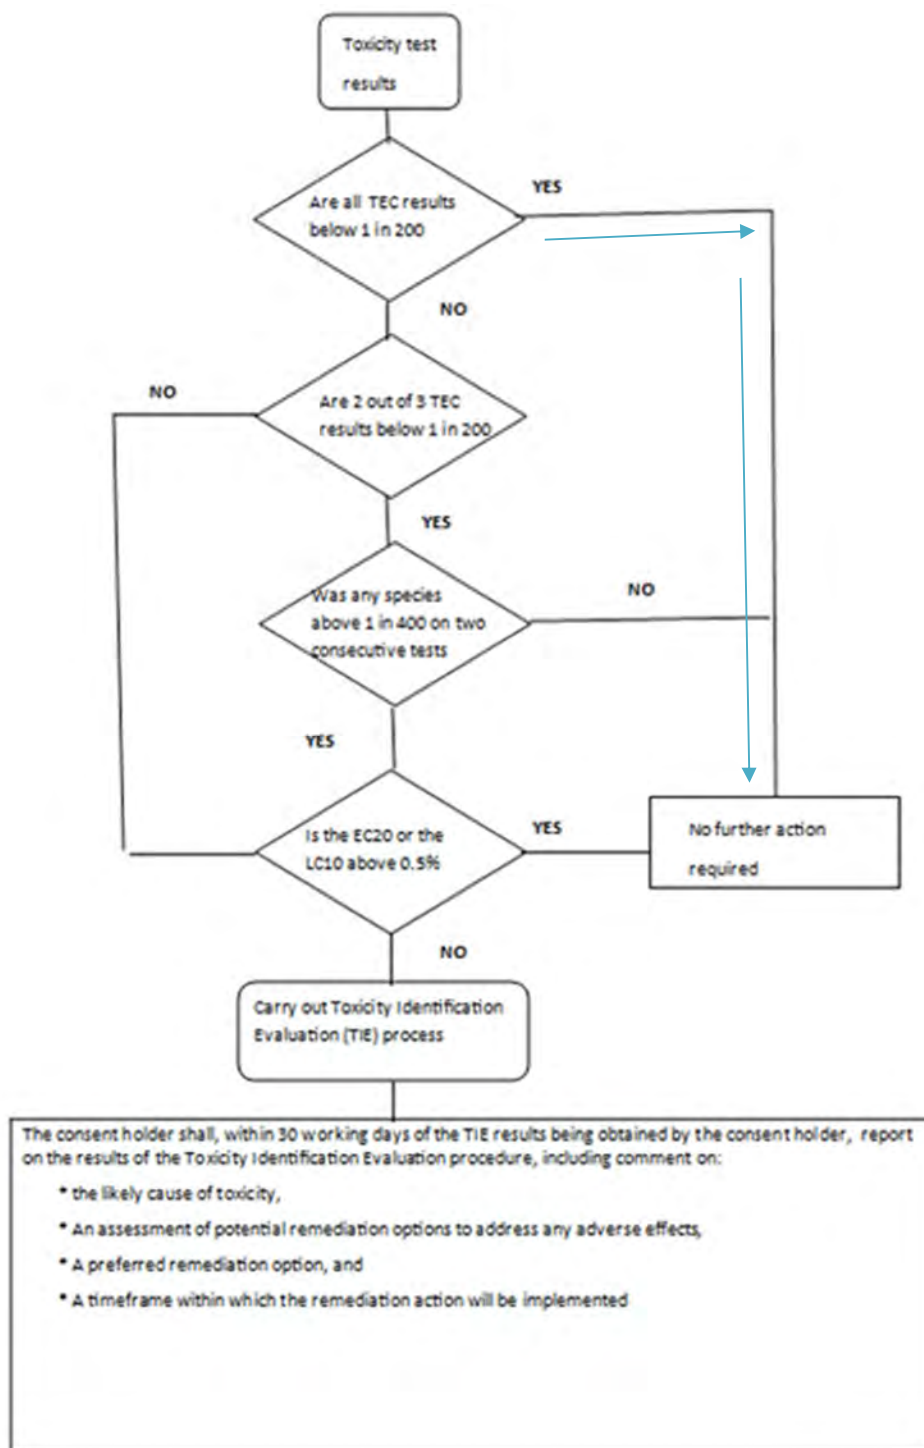 Toxicity test
results
Are all TEC results
below 1 in 200
YES
NO
Are 2 out of 3 TEC
results below 1 in 200
NO
YES
Was any species
above 1 in 400 on two
consecutive tests
NO
YES
Is the EC20 or the
LC10 above 0.5%
YES
No further action
required
NO
Carry out Toxicity Identification
Evaluation (TIE) process
The consent holder shall, within 30 working days of the TIE results being obtained by the consent holder, report
on the results of the Toxicity Identification Evaluation procedure, including comment on:
* the likely cause of toxicity,
* An assessment of potential remediation options to address any adverse effects,
* A preferred remediation option, and
* A timeframe within which the remediation action will be implemented